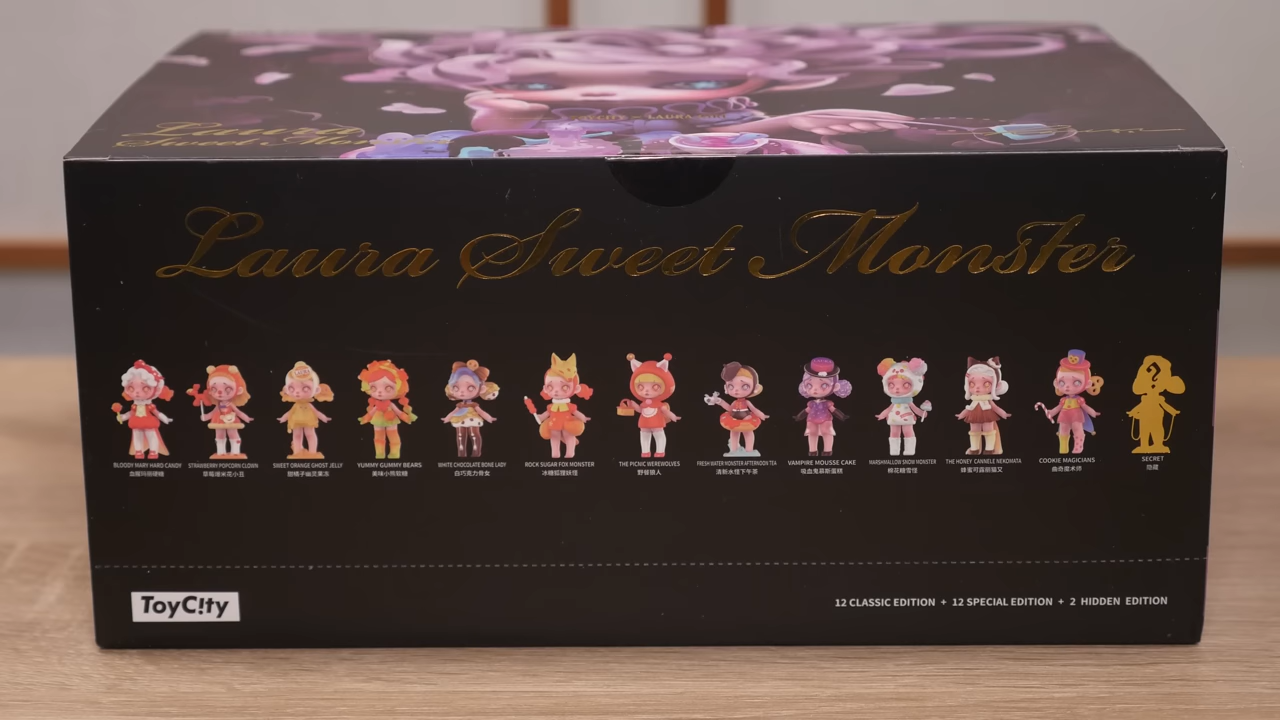 Laura
Sweet Monster
Laura Sweet Monster
BLOODY MARY HARD CANDY
血腥玛丽硬糖
STRAWBERRY POPCORN CLOWN
草莓爆米花小丑
SWEET ORANGE GHOST JELLY
甜橘子幽灵果冻
YUMMY GUMMY BEARS
美味小熊软糖
WHITE CHOCOLATE BONE LADY
白巧克力骨女
ROCK SUGAR FOX MONSTER
冰糖狐狸妖怪
THE PICNIC WEREWOLVES
野餐狼人
FRESH WATER MONSTER AFTERNOON TEA
清新水怪下午茶
VAMPIRE MOUSSE CAKE
吸血鬼慕斯蛋糕
MARSHMALLOW SNOW MONSTER
棉花糖雪怪
THE HONEY CANNELE NEKOMATA
蜂蜜可露丽猫又
COOKIE MAGICIANS
曲奇魔术师
?
SECRET
隐藏
ToyC!ty
12 CLASSIC EDITION + 12 SPECIAL EDITION + 2 HIDDEN EDITION